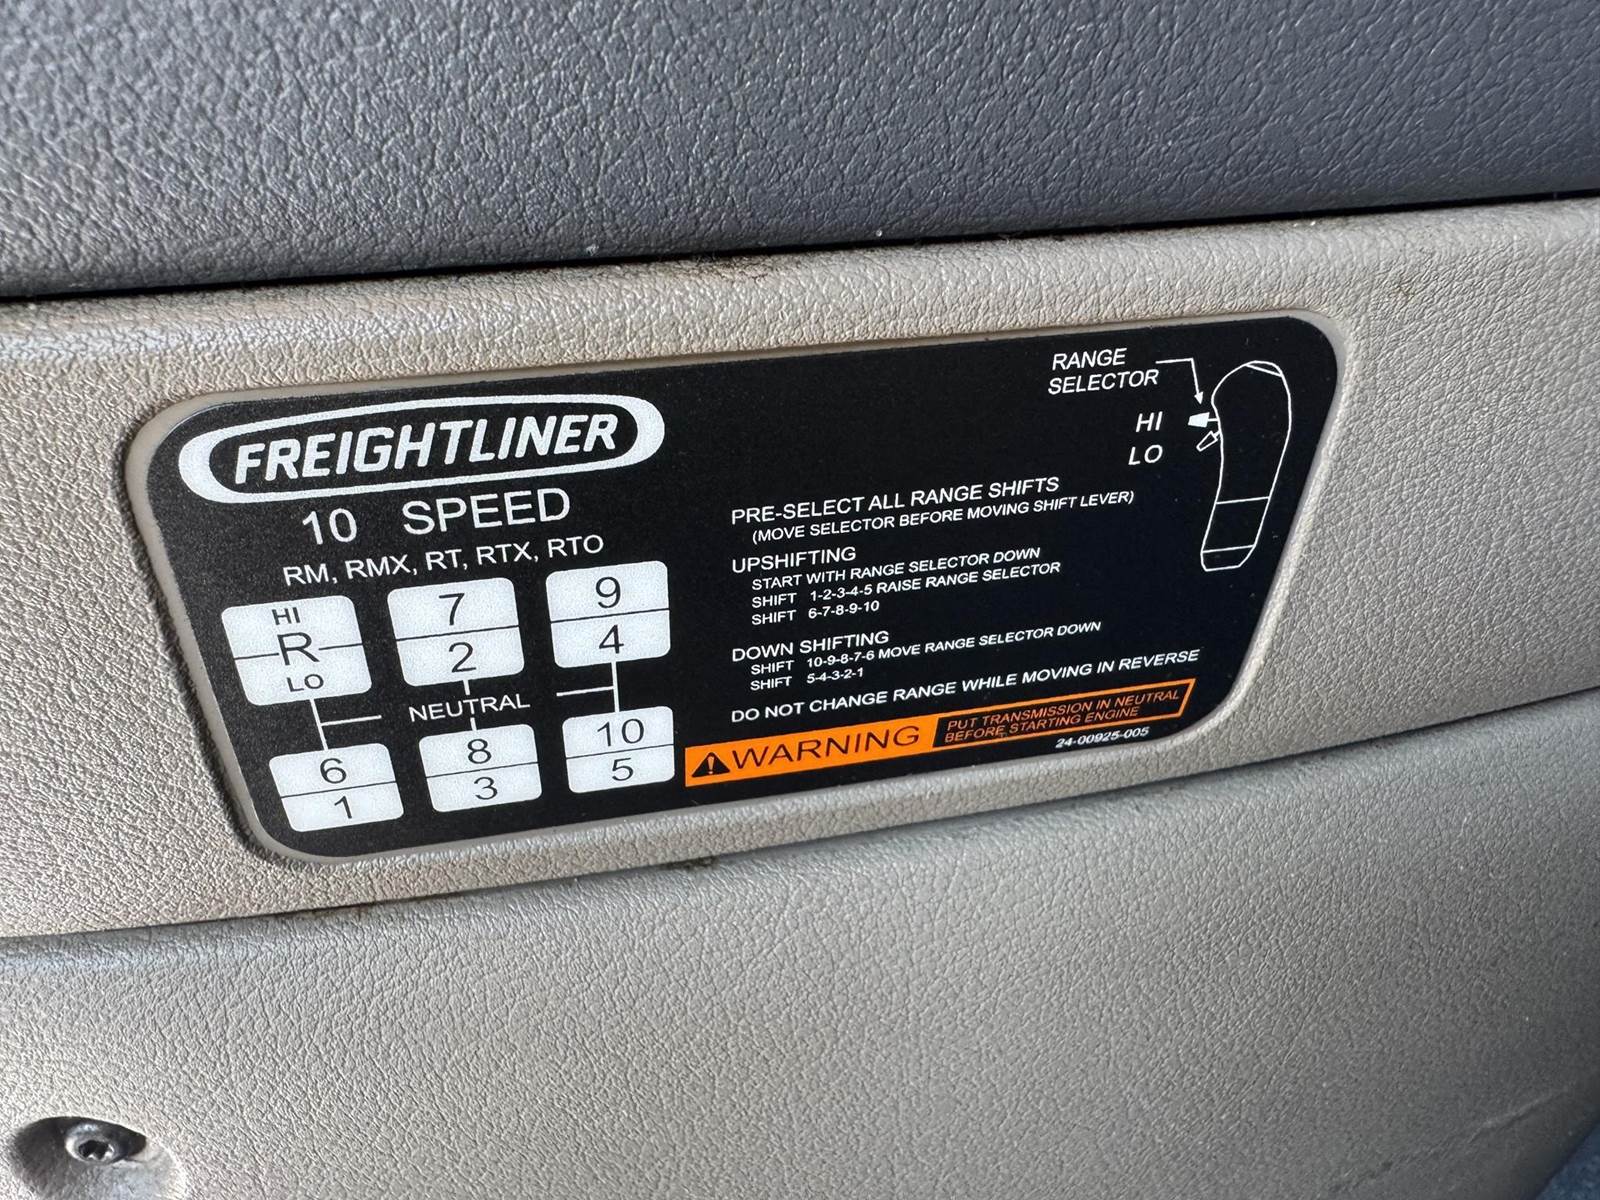 FREIGHTLINER
10 SPEED
RM, RMX, RT, RTX, RTO
HI
R
LO
7
2
9
4
NEUTRAL
6
1
8
3
10
5
RANGE
SELECTOR
HI
LO
PRE-SELECT ALL RANGE SHIFTS
(MOVE SELECTOR BEFORE MOVING SHIFT LEVER)
UPSHIFTING
START WITH RANGE SELECTOR DOWN
SHIFT 1-2-3-4-5 RAISE RANGE SELECTOR
SHIFT 6-7-8-9-10
DOWN SHIFTING
SHIFT 10-9-8-7-6 MOVE RANGE SELECTOR DOWN
SHIFT 5-4-3-2-1
DO NOT CHANGE RANGE WHILE MOVING IN REVERSE
WARNING
PUT TRANSMISSION IN NEUTRAL
BEFORE STARTING ENGINE
24-00925-005